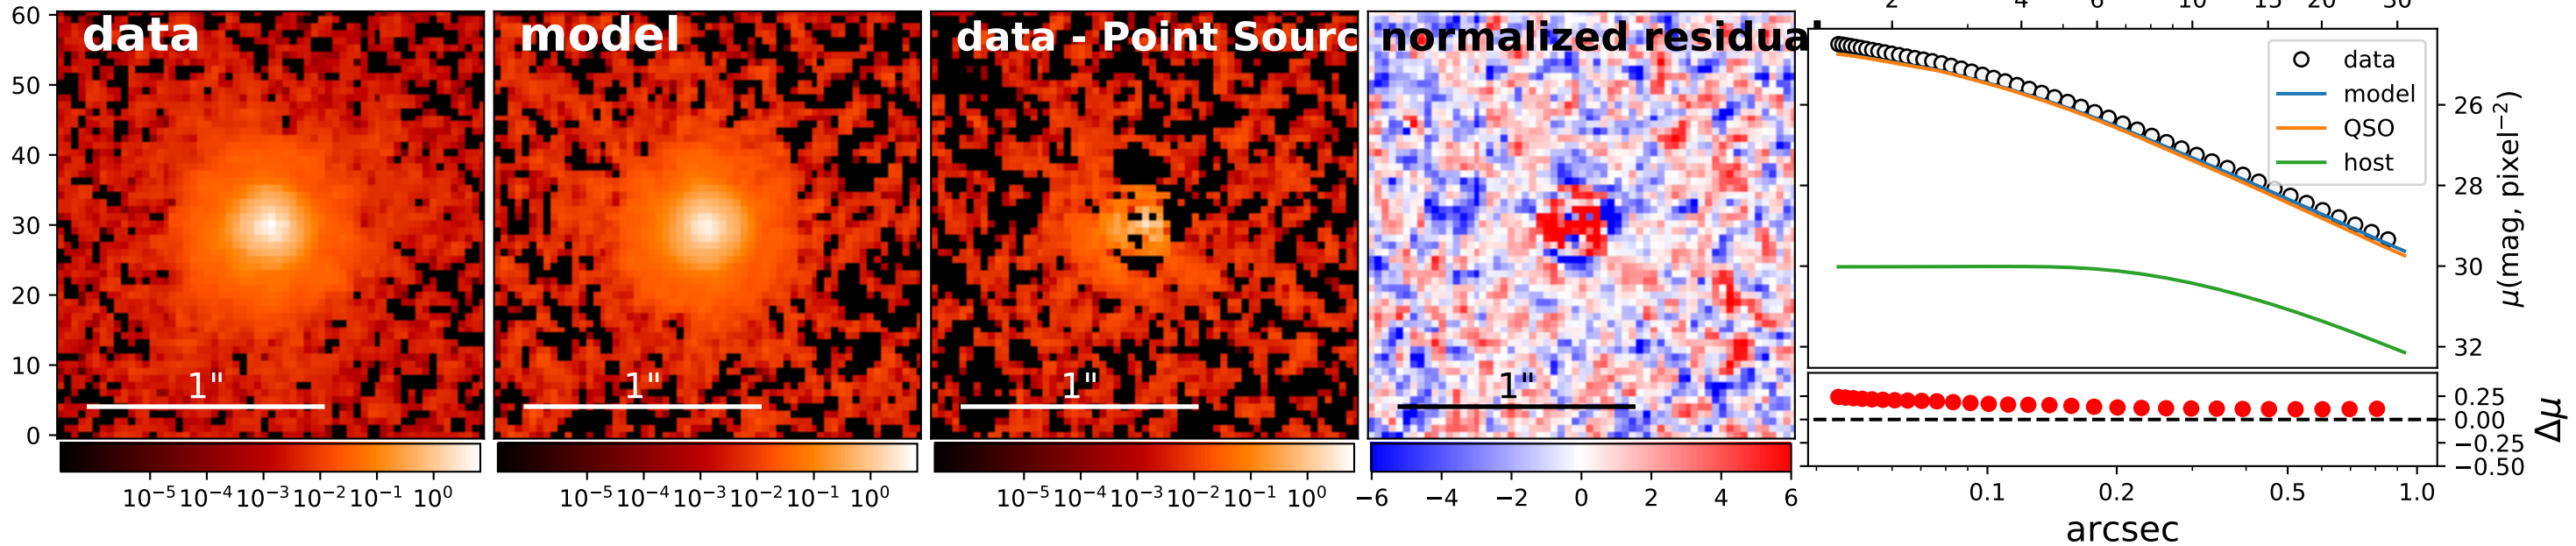 data
model
data - Point Sourc
normalized residua
60
50
40
30
20
10
0
1"
1"
1"
1"
10⁻⁵ 10⁻⁴ 10⁻³ 10⁻² 10⁻¹ 10⁰
10⁻⁵ 10⁻⁴ 10⁻³ 10⁻² 10⁻¹ 10⁰
10⁻⁵ 10⁻⁴ 10⁻³ 10⁻² 10⁻¹ 10⁰
−6 −4 −2 0 2 4 6
2 4 6 10 15 20 30
data
model
QSO
host
26
28
30
32
μ(mag, pixel⁻²)
0.25
0.00
−0.25
−0.50
Δμ
0.1 0.2 0.5 1.0
arcsec